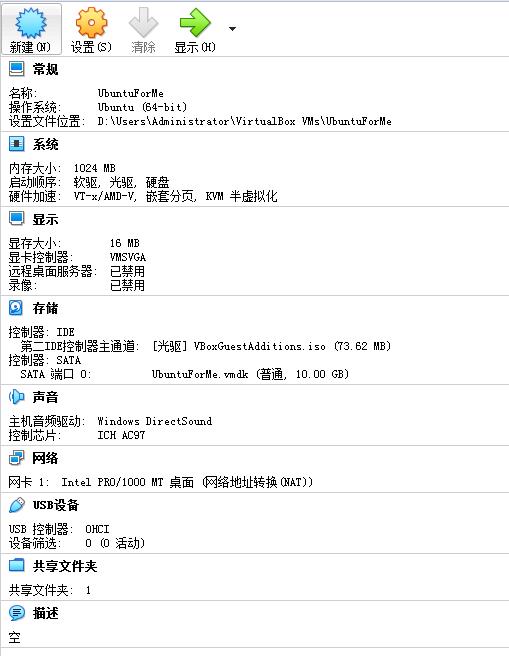 新建(N) 设置(S) 清除 显示(H)
常规
名称: UbuntuForMe
操作系统: Ubuntu (64-bit)
设置文件位置: D:\Users\Administrator\VirtualBox VMs\UbuntuForMe
系统
内存大小: 1024 MB
启动顺序: 软驱, 光驱, 硬盘
硬件加速: VT-x/AMD-V, 嵌套分页, KVM 半虚拟化
显示
显存大小: 16 MB
显卡控制器: VMSVGA
远程桌面服务器: 已禁用
录像: 已禁用
存储
控制器: IDE
第二IDE控制器主通道: [光驱] VBoxGuestAdditions.iso (73.62 MB)
控制器: SATA
SATA 端口 0: UbuntuForMe.vmdk (普通, 10.00 GB)
声音
主机音频驱动: Windows DirectSound
控制芯片: ICH AC97
网络
网卡 1: Intel PRO/1000 MT 桌面 (网络地址转换(NAT))
USB设备
USB 控制器: OHCI
设备筛选: 0 (0 活动)
共享文件夹
共享文件夹: 1
描述
空